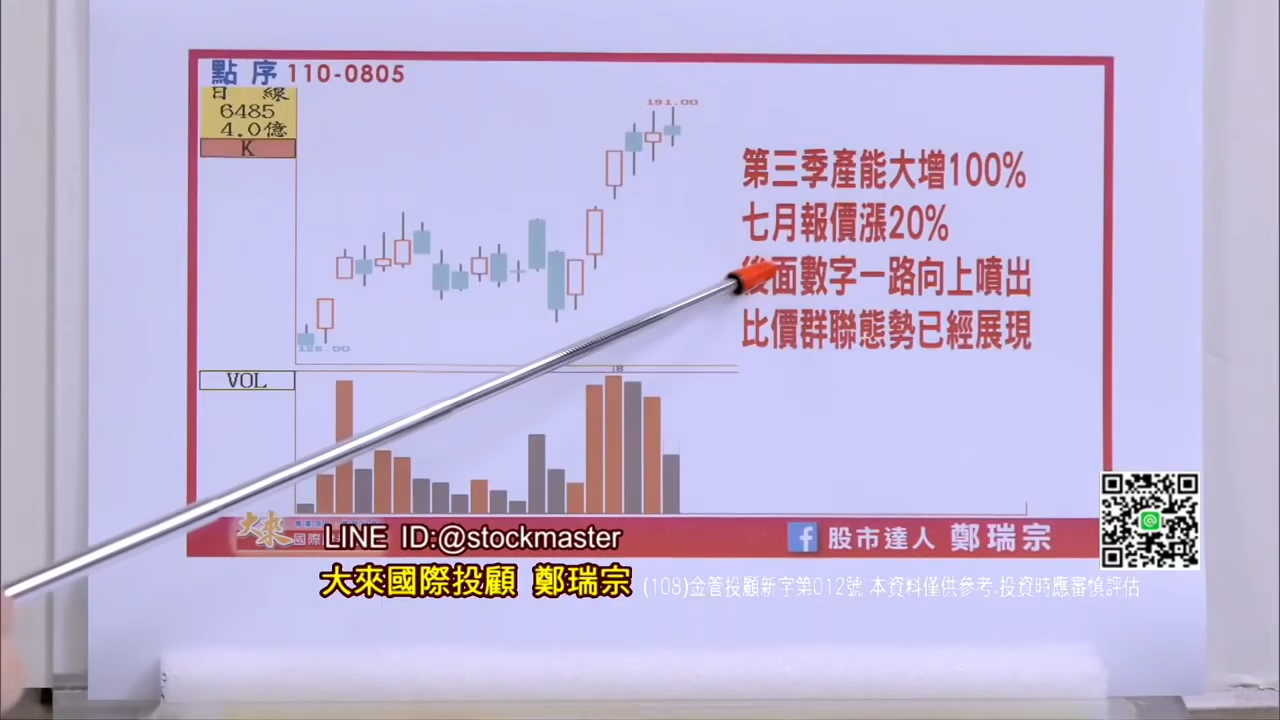 點序 110-0805
日 線
6485
4.0億
K
191.00
第三季產能大增100%
七月報價漲20%
後面數字一路向上噴出
比價群聯態勢已經展現
126.00
VOL
大來
國際
LINE ID:@stockmaster
股市達人 鄭瑞宗
大來國際投顧 鄭瑞宗
(108)金管投顧新字第012號 本資料僅供參考,投資時應審慎評估